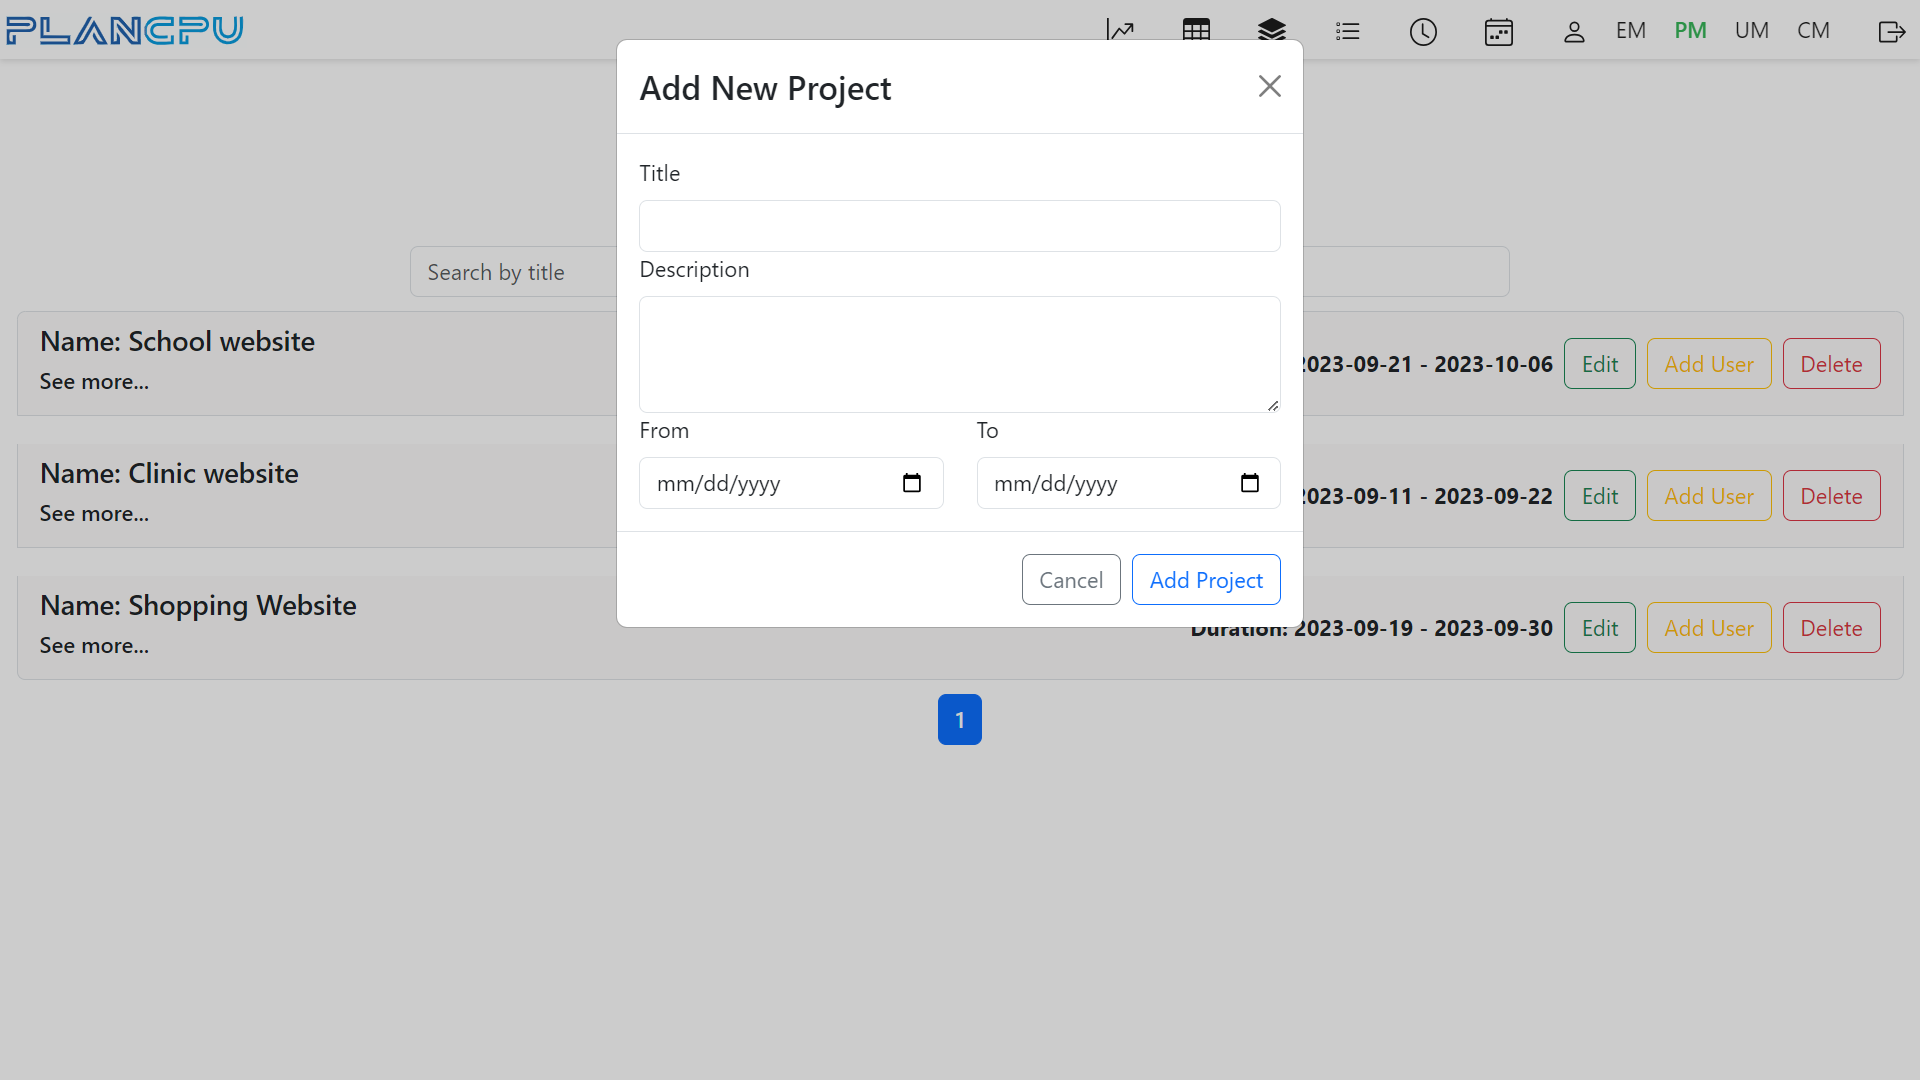 PLANCPU
EM PM UM CM
Add New Project
Title
Description
Search by title
Name: School website
See more...
2023-09-21 - 2023-10-06 Edit Add User Delete
From To
mm/dd/yyyy mm/dd/yyyy
Name: Clinic website
See more...
2023-09-11 - 2023-09-22 Edit Add User Delete
Cancel Add Project
Name: Shopping Website
See more...
Duration: 2023-09-19 - 2023-09-30 Edit Add User Delete
1